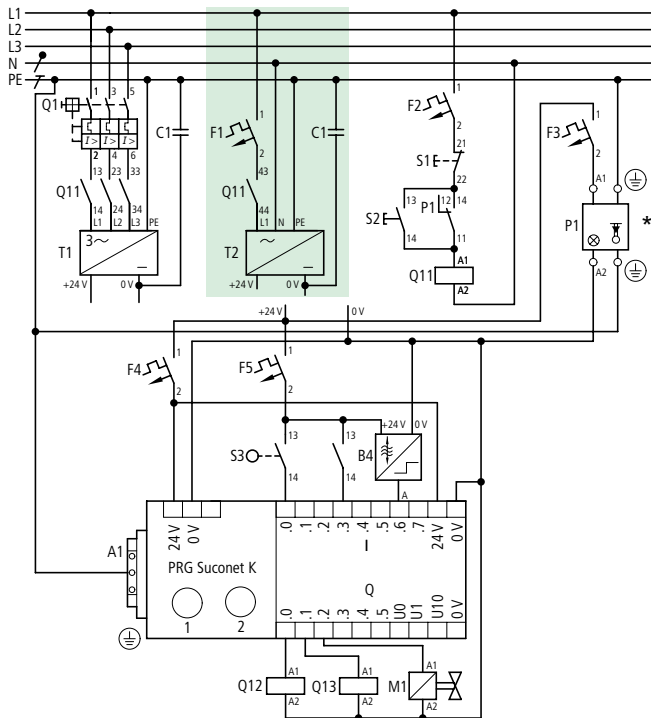 L1
L2
L3
N
PE
Q1
1 3 5
I> I> I>
2 4 6
13 23 33
Q11
14 24 34
L1 L2 L3 PE
3~
T1
+24 V 0 V
C1
F1
1
2
43
Q11
44
L1 N PE
~
T2
C1
+24 V 0 V
F2
1
2
21
S1
22
13
S2
14
P1
12 14
11
A1
Q11
A2
F3
1
2
A1
P1
*
A2
+24 V 0 V
F4
1
2
F5
1
2
13
S3
14
13
14
+24 V 0 V
B4
A
A1
24 V
0 V
PRG Suconet K
1 2
.0 .1 .2 .3 .4 .5 .6 .7 24 V 0 V
I
Q
.0 .1 .2 .3 .4 .5 U0 U1 U10 0 V
A1
Q12
A2
A1
Q13
A2
A1
M1
A2